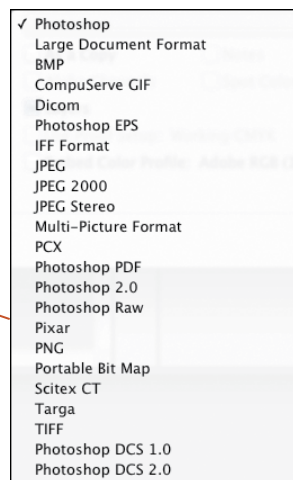 ✓ Photoshop
Large Document Format
BMP
CompuServe GIF
Dicom
Photoshop EPS
IFF Format
JPEG
JPEG 2000
JPEG Stereo
Multi-Picture Format
PCX
Photoshop PDF
Photoshop 2.0
Photoshop Raw
Pixar
PNG
Portable Bit Map
Scitex CT
Targa
TIFF
Photoshop DCS 1.0
Photoshop DCS 2.0